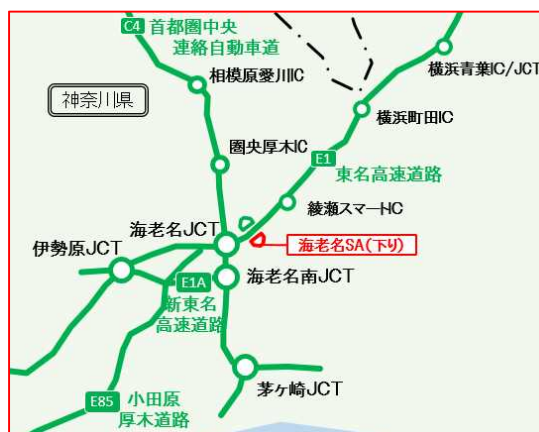 C4 首都圏中央
連絡自動車道
横浜青葉IC/JCT
相模原愛川IC
神奈川県
横浜町田IC
圏央厚木IC
E1
東名高速道路
綾瀬スマートIC
海老名JCT
海老名SA(下り)
伊勢原JCT
海老名南JCT
E1A
新東名
高速道路
茅ヶ崎JCT
E85 小田原
厚木道路